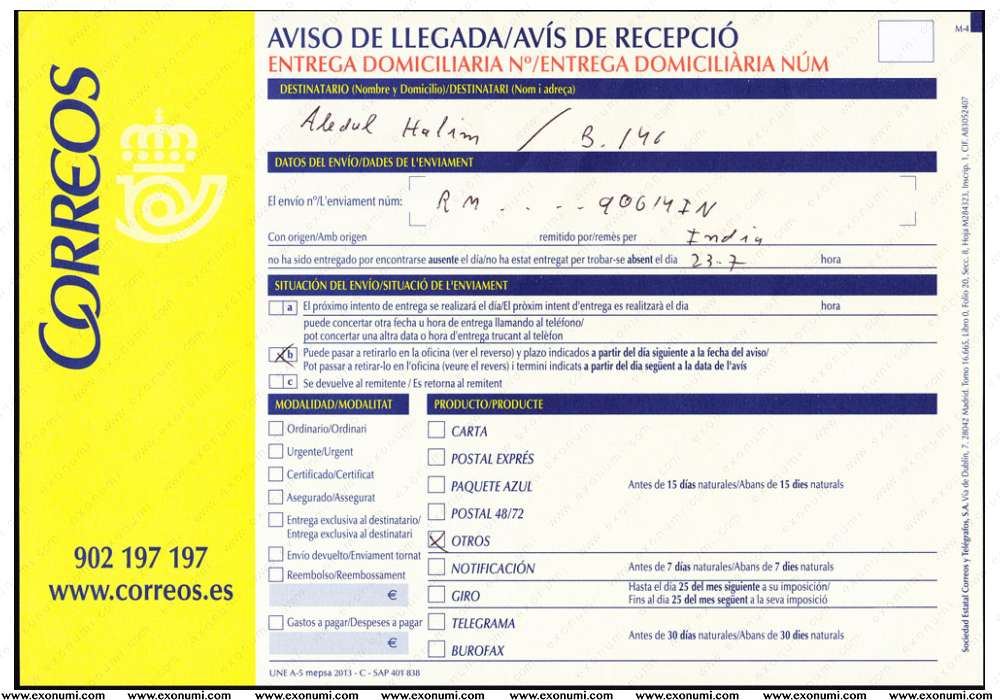 CORREOS
902 197 197
www.correos.es
M-4
AVISO DE LLEGADA/AVÍS DE RECEPCIÓ
ENTREGA DOMICILIARIA Nº/ENTREGA DOMICILIÀRIA NÚM
DESTINATARIO (Nombre y Domicilio)/DESTINATARI (Nom i adreça)
Halim / B. 146
DATOS DEL ENVÍO/DADES DE L'ENVIAMENT
El envío nº/L'enviament núm: RM . . . . 90614IN
Con origen/Amb origen remitido por/remès per India
no ha sido entregado por encontrarse ausente el día/no ha estat entregat per trobar-se absent el dia 23-7 hora
SITUACIÓN DEL ENVÍO/SITUACIÓ DE L'ENVIAMENT
a El próximo intento de entrega se realizará el día/El pròxim intent d'entrega es realitzarà el dia hora
puede concertar otra fecha u hora de entrega llamando al teléfono/
pot concertar una altra data o hora d'entrega trucant al telèfon
b Puede pasar a retirarlo en la oficina (ver el reverso) y plazo indicados a partir del día siguiente a la fecha del aviso/
Pot passar a retirar-lo en l'oficina (veure el revers) i termini indicats a partir del dia següent a la data de l'avís
c Se devuelve al remitente / Es retorna al remitent
MODALIDAD/MODALITAT
Ordinario/Ordinari
Urgente/Urgent
Certificado/Certificat
Asegurado/Assegurat
Entrega exclusiva al destinatario/
Entrega exclusiva al destinatari
Envío devuelto/Enviament tornat
Reembolso/Reembossament
€
Gastos a pagar/Despeses a pagar
€
PRODUCTO/PRODUCTE
CARTA
POSTAL EXPRÉS
PAQUETE AZUL Antes de 15 días naturales/Abans de 15 dies naturals
POSTAL 48/72
OTROS
NOTIFICACIÓN Antes de 7 días naturales/Abans de 7 dies naturals
GIRO Hasta el día 25 del mes siguiente a su imposición/
Fins al dia 25 del mes següent a la seva imposició
TELEGRAMA
Antes de 30 días naturales/Abans de 30 dies naturals
BUROFAX
UNE A-5 mepsa 2013 - C - SAP 401 838
Sociedad Estatal Correos y Telégrafos, S.A. Vía de Dublín, 7. 28042 Madrid. Tomo 16.665, Libro 0, Folio 20, Secc. 8, Hoja M284323, Inscrip. 1, CIF. A83052407
www.exonumi.com www.exonumi.com www.exonumi.com www.exonumi.com www.exonumi.com www.exonumi.com www.exonumi.com www.exonumi.com